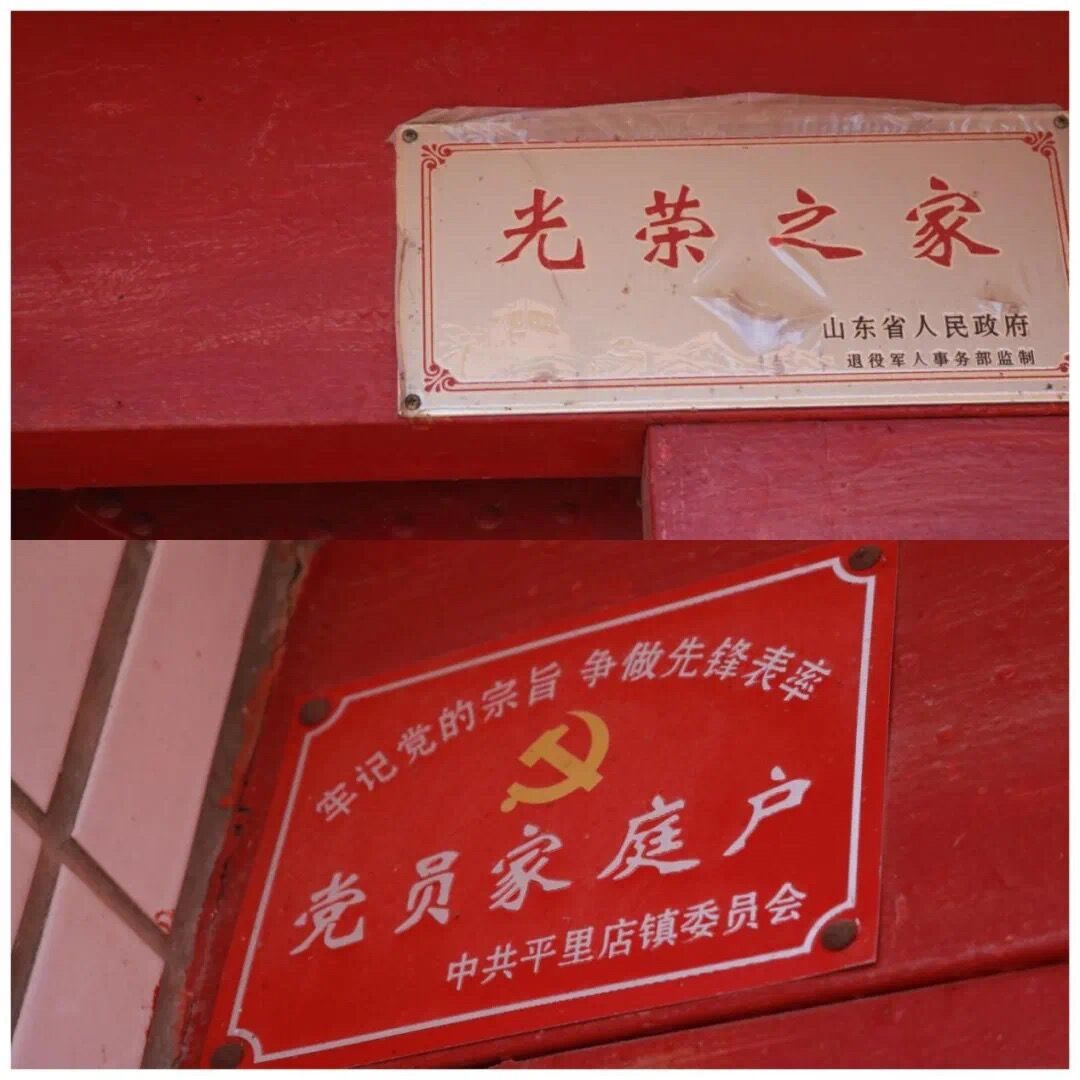 光荣之家
山东省人民政府
退役军人事务部监制
牢记党的宗旨 争做先锋表率
党员家庭户
中共平里店镇委员会